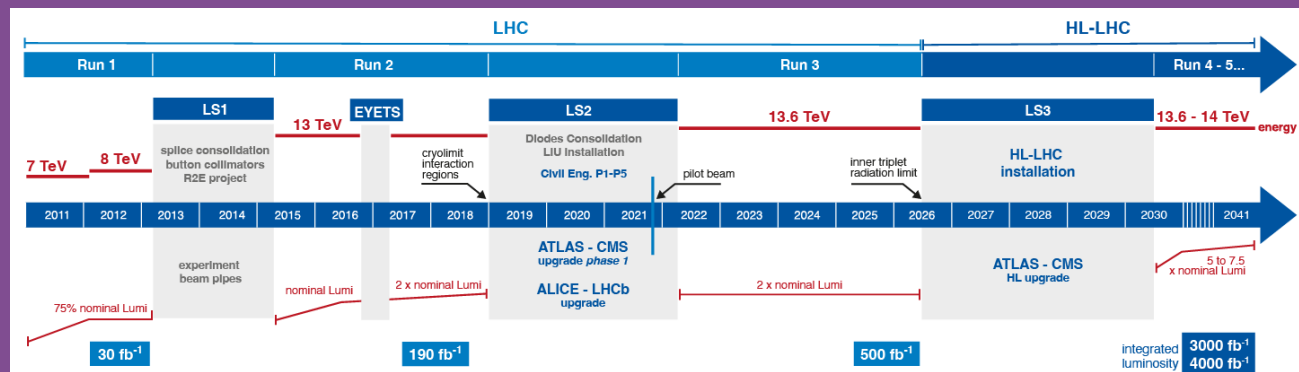 LHC
HL-LHC
Run 1
Run 2
Run 3
Run 4 - 5...
LS1
EYETS
LS2
LS3
13 TeV
13.6 TeV
13.6 - 14 TeV
energy
7 TeV
8 TeV
splice consolidation
button collimators
R2E project
cryolimit
interaction
regions
Diodes Consolidation
LIU Installation
Civil Eng. P1-P5
pilot beam
inner triplet
radiation limit
HL-LHC
installation
2011
2012
2013
2014
2015
2016
2017
2018
2019
2020
2021
2022
2023
2024
2025
2026
2027
2028
2029
2030
2041
experiment
beam pipes
ATLAS - CMS
upgrade phase 1
ALICE - LHCb
upgrade
ATLAS - CMS
HL upgrade
5 to 7.5
x nominal Lumi
75% nominal Lumi
nominal Lumi
2 x nominal Lumi
2 x nominal Lumi
30 fb⁻¹
190 fb⁻¹
500 fb⁻¹
integrated
luminosity
3000 fb⁻¹
4000 fb⁻¹